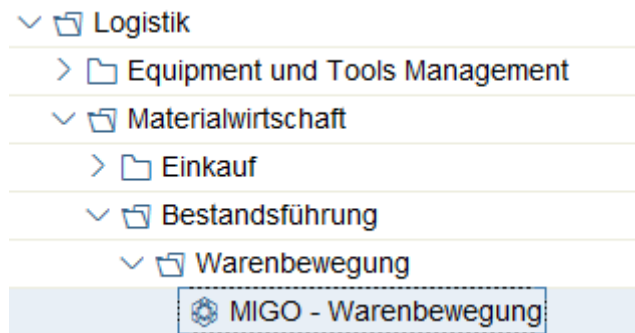 Logistik
Equipment und Tools Management
Materialwirtschaft
Einkauf
Bestandsführung
Warenbewegung
MIGO - Warenbewegung